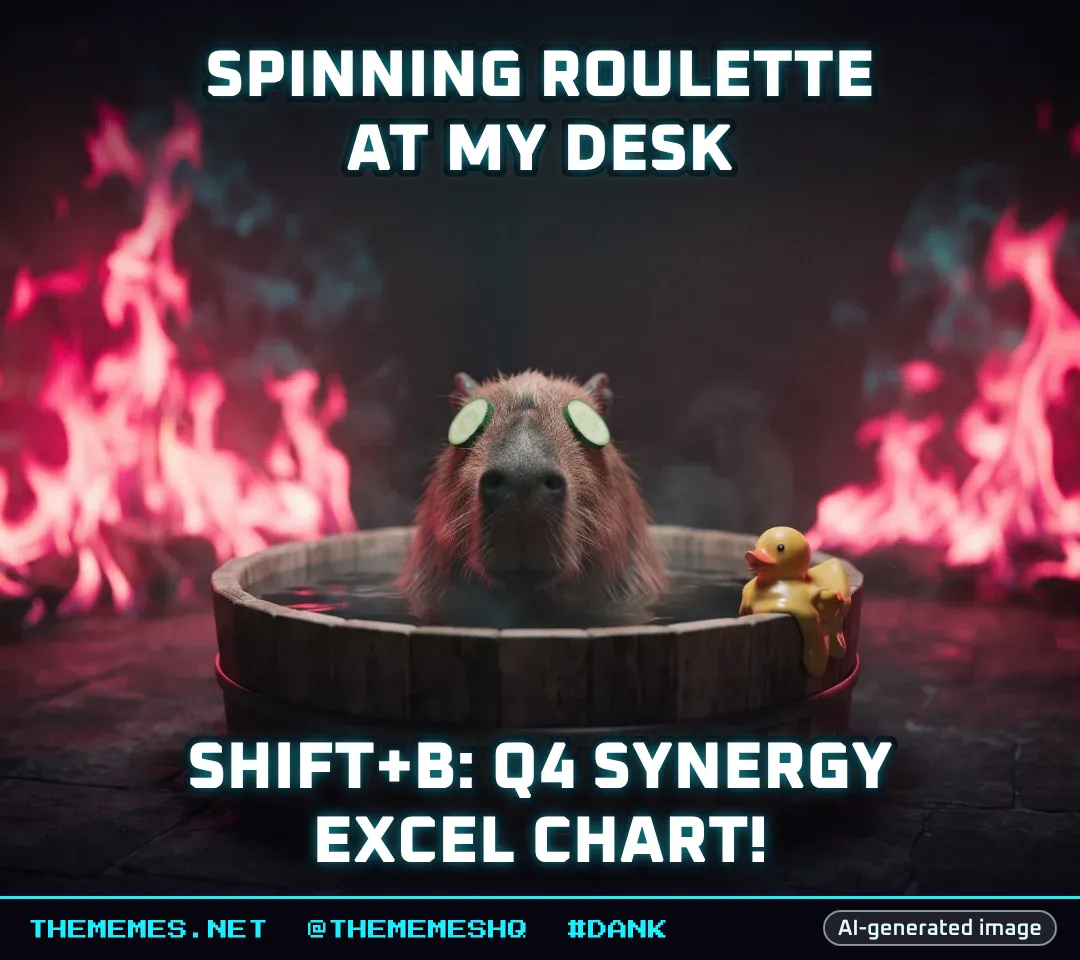 SPINNING ROULETTE
AT MY DESK
SHIFT+B: Q4 SYNERGY
EXCEL CHART!
THEMEMES.NET @THEMEMESHQ #DANK AI-generated image